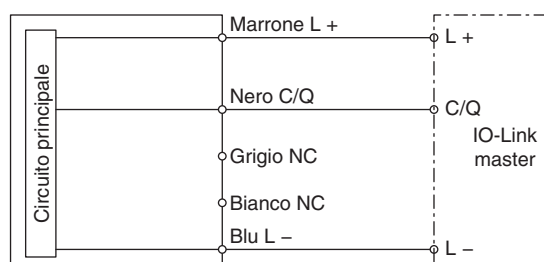 Marrone L +
L +
Nero C/Q
C/Q
Circuito principale
IO-Link
master
Grigio NC
Bianco NC
Blu L –
L –